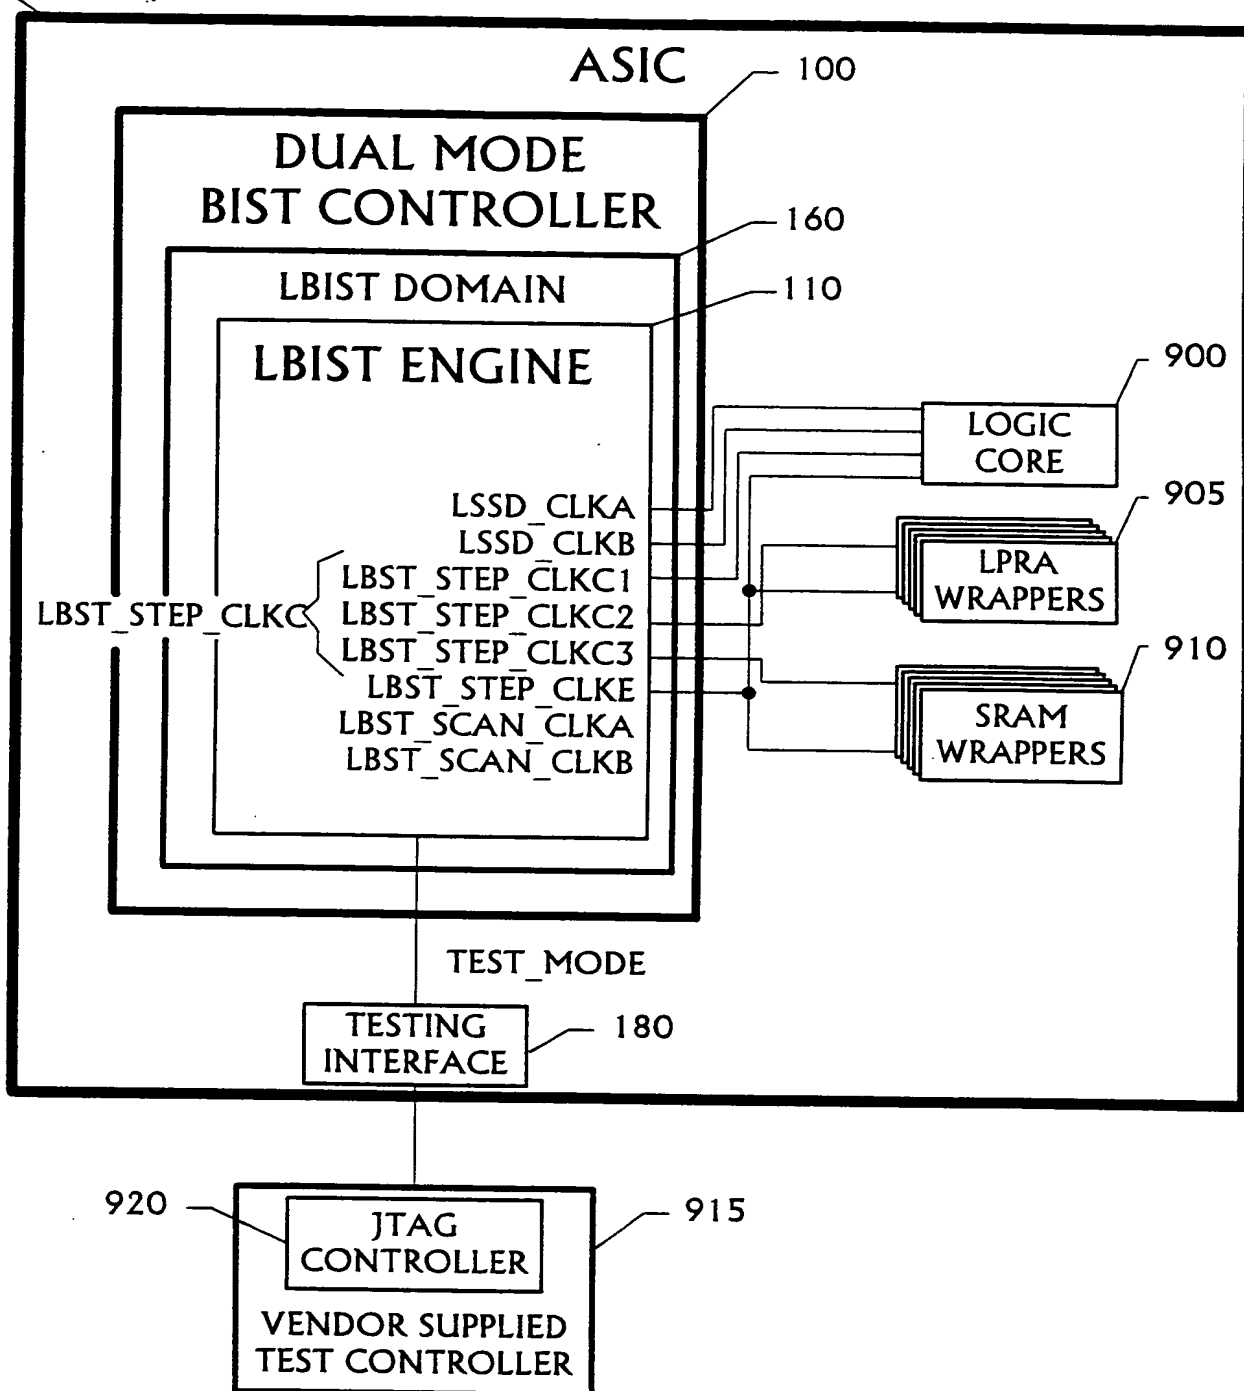 ASIC
100
DUAL MODE
BIST CONTROLLER
160
LBIST DOMAIN
110
LBIST ENGINE
900
LOGIC
CORE
905
LSSD_CLKA
LSSD_CLKB
LBST_STEP_CLKC1
LPRA
WRAPPERS
LBST_STEP_CLKC
LBST_STEP_CLKC2
LBST_STEP_CLKC3
910
LBST_STEP_CLKE
LBST_SCAN_CLKA
LBST_SCAN_CLKB
SRAM
WRAPPERS
TEST_MODE
TESTING
INTERFACE
180
920
JTAG
CONTROLLER
915
VENDOR SUPPLIED
TEST CONTROLLER